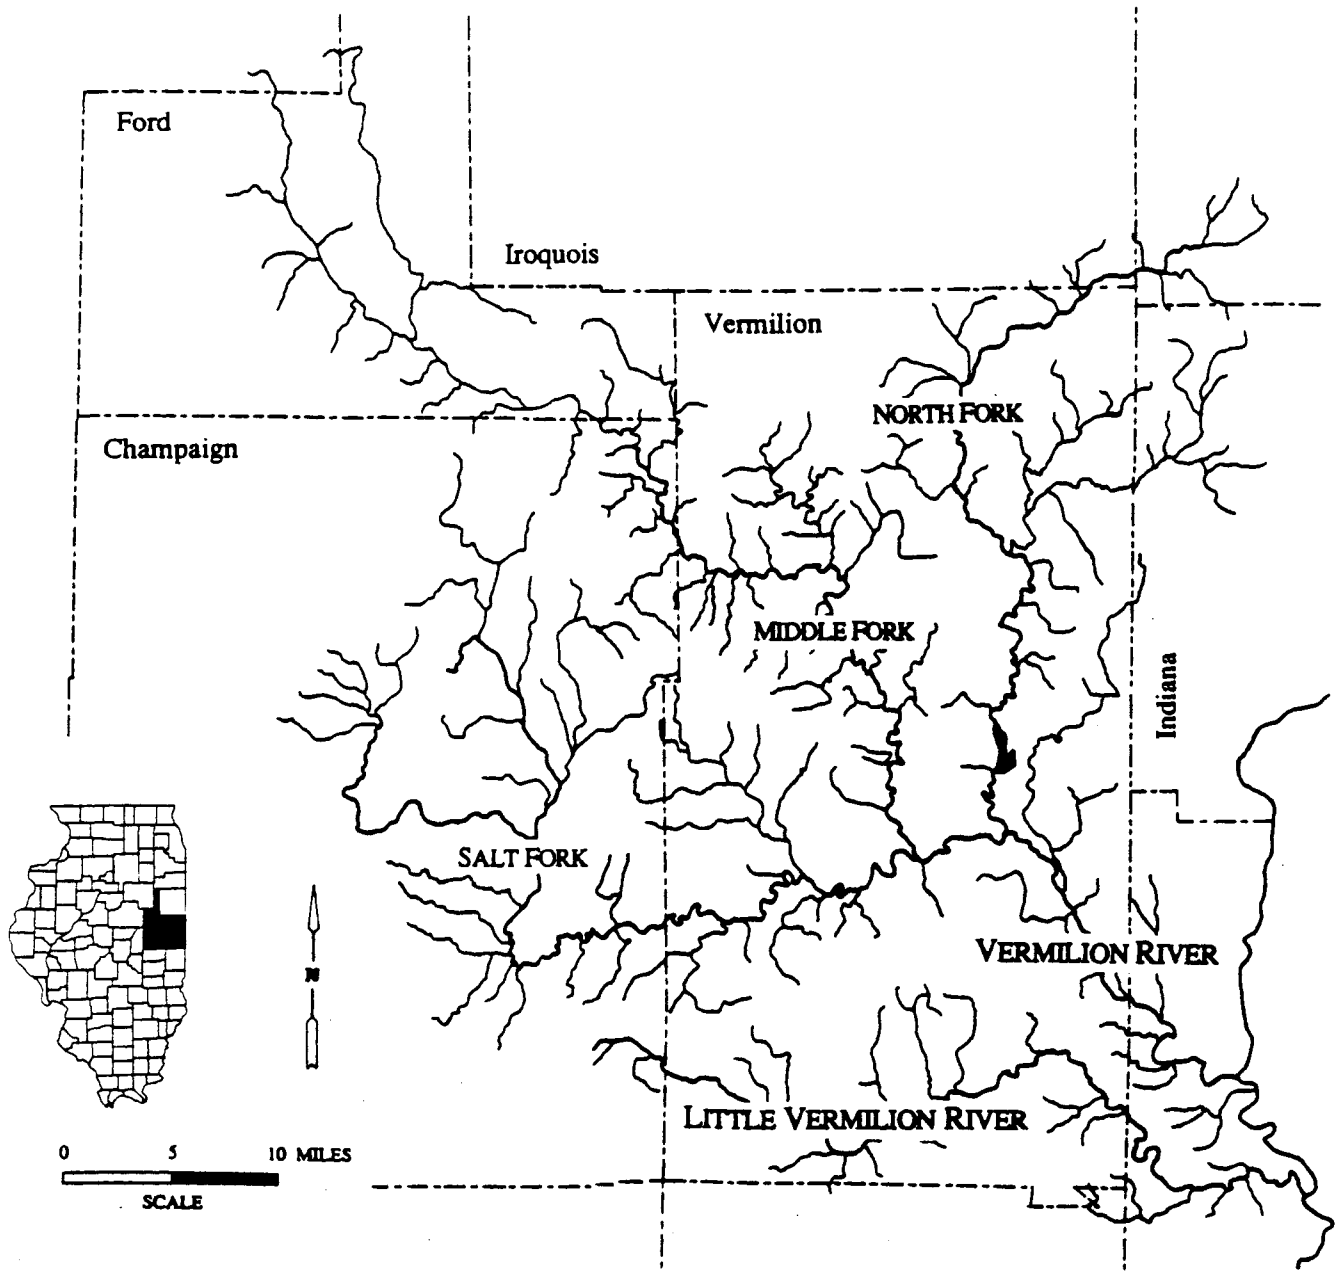 Ford
Iroquois
Vermilion
NORTH FORK
Champaign
MIDDLE FORK
Indiana
SALT FORK
N
VERMILION RIVER
LITTLE VERMILION RIVER
0 5 10 MILES
SCALE